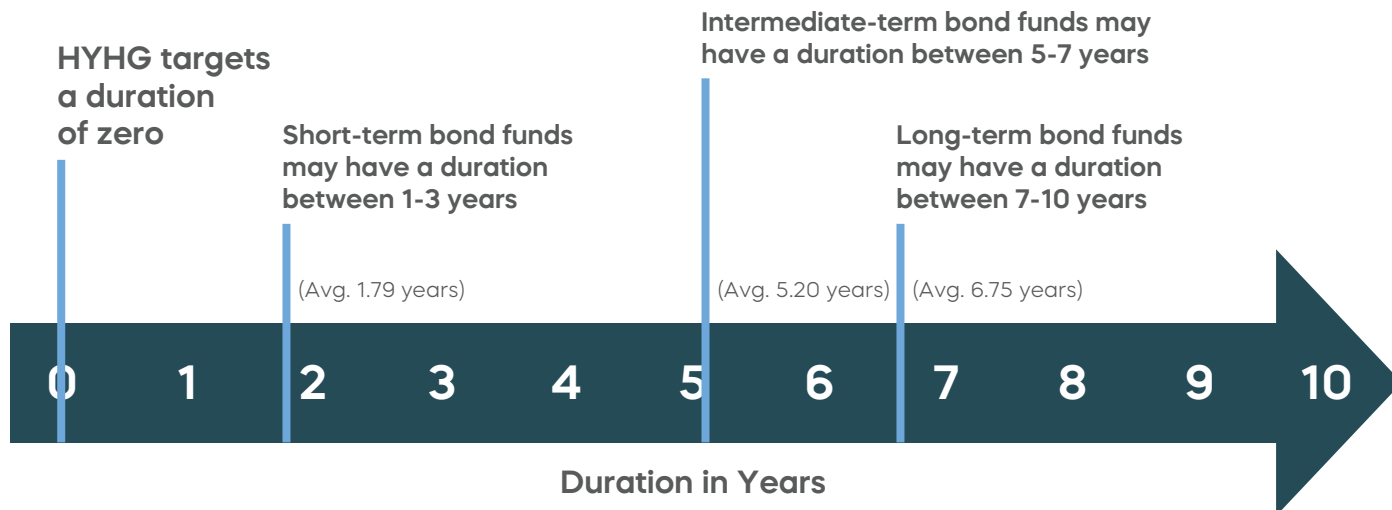 HYHG targets
a duration
of zero
Short-term bond funds
may have a duration
between 1-3 years
(Avg. 1.79 years)
Intermediate-term bond funds may
have a duration between 5-7 years
(Avg. 5.20 years)
Long-term bond funds
may have a duration
between 7-10 years
(Avg. 6.75 years)
0 1 2 3 4 5 6 7 8 9 10
Duration in Years